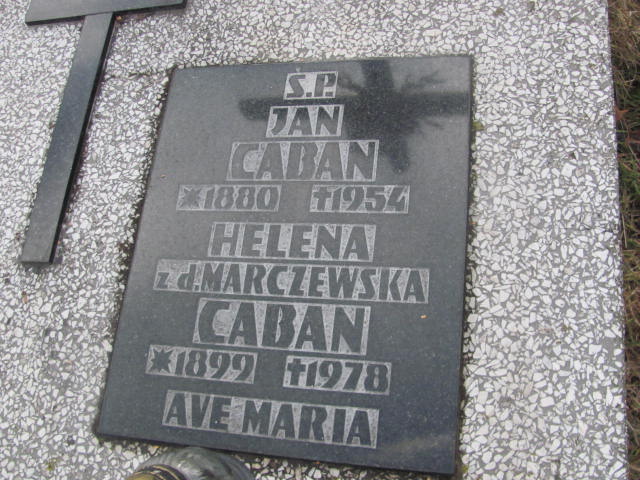 Ś.P.
JAN
CABAN
*1880 †1954
HELENA
z d. MARCZEWSKA
CABAN
*1899 †1978
AVE MARIA